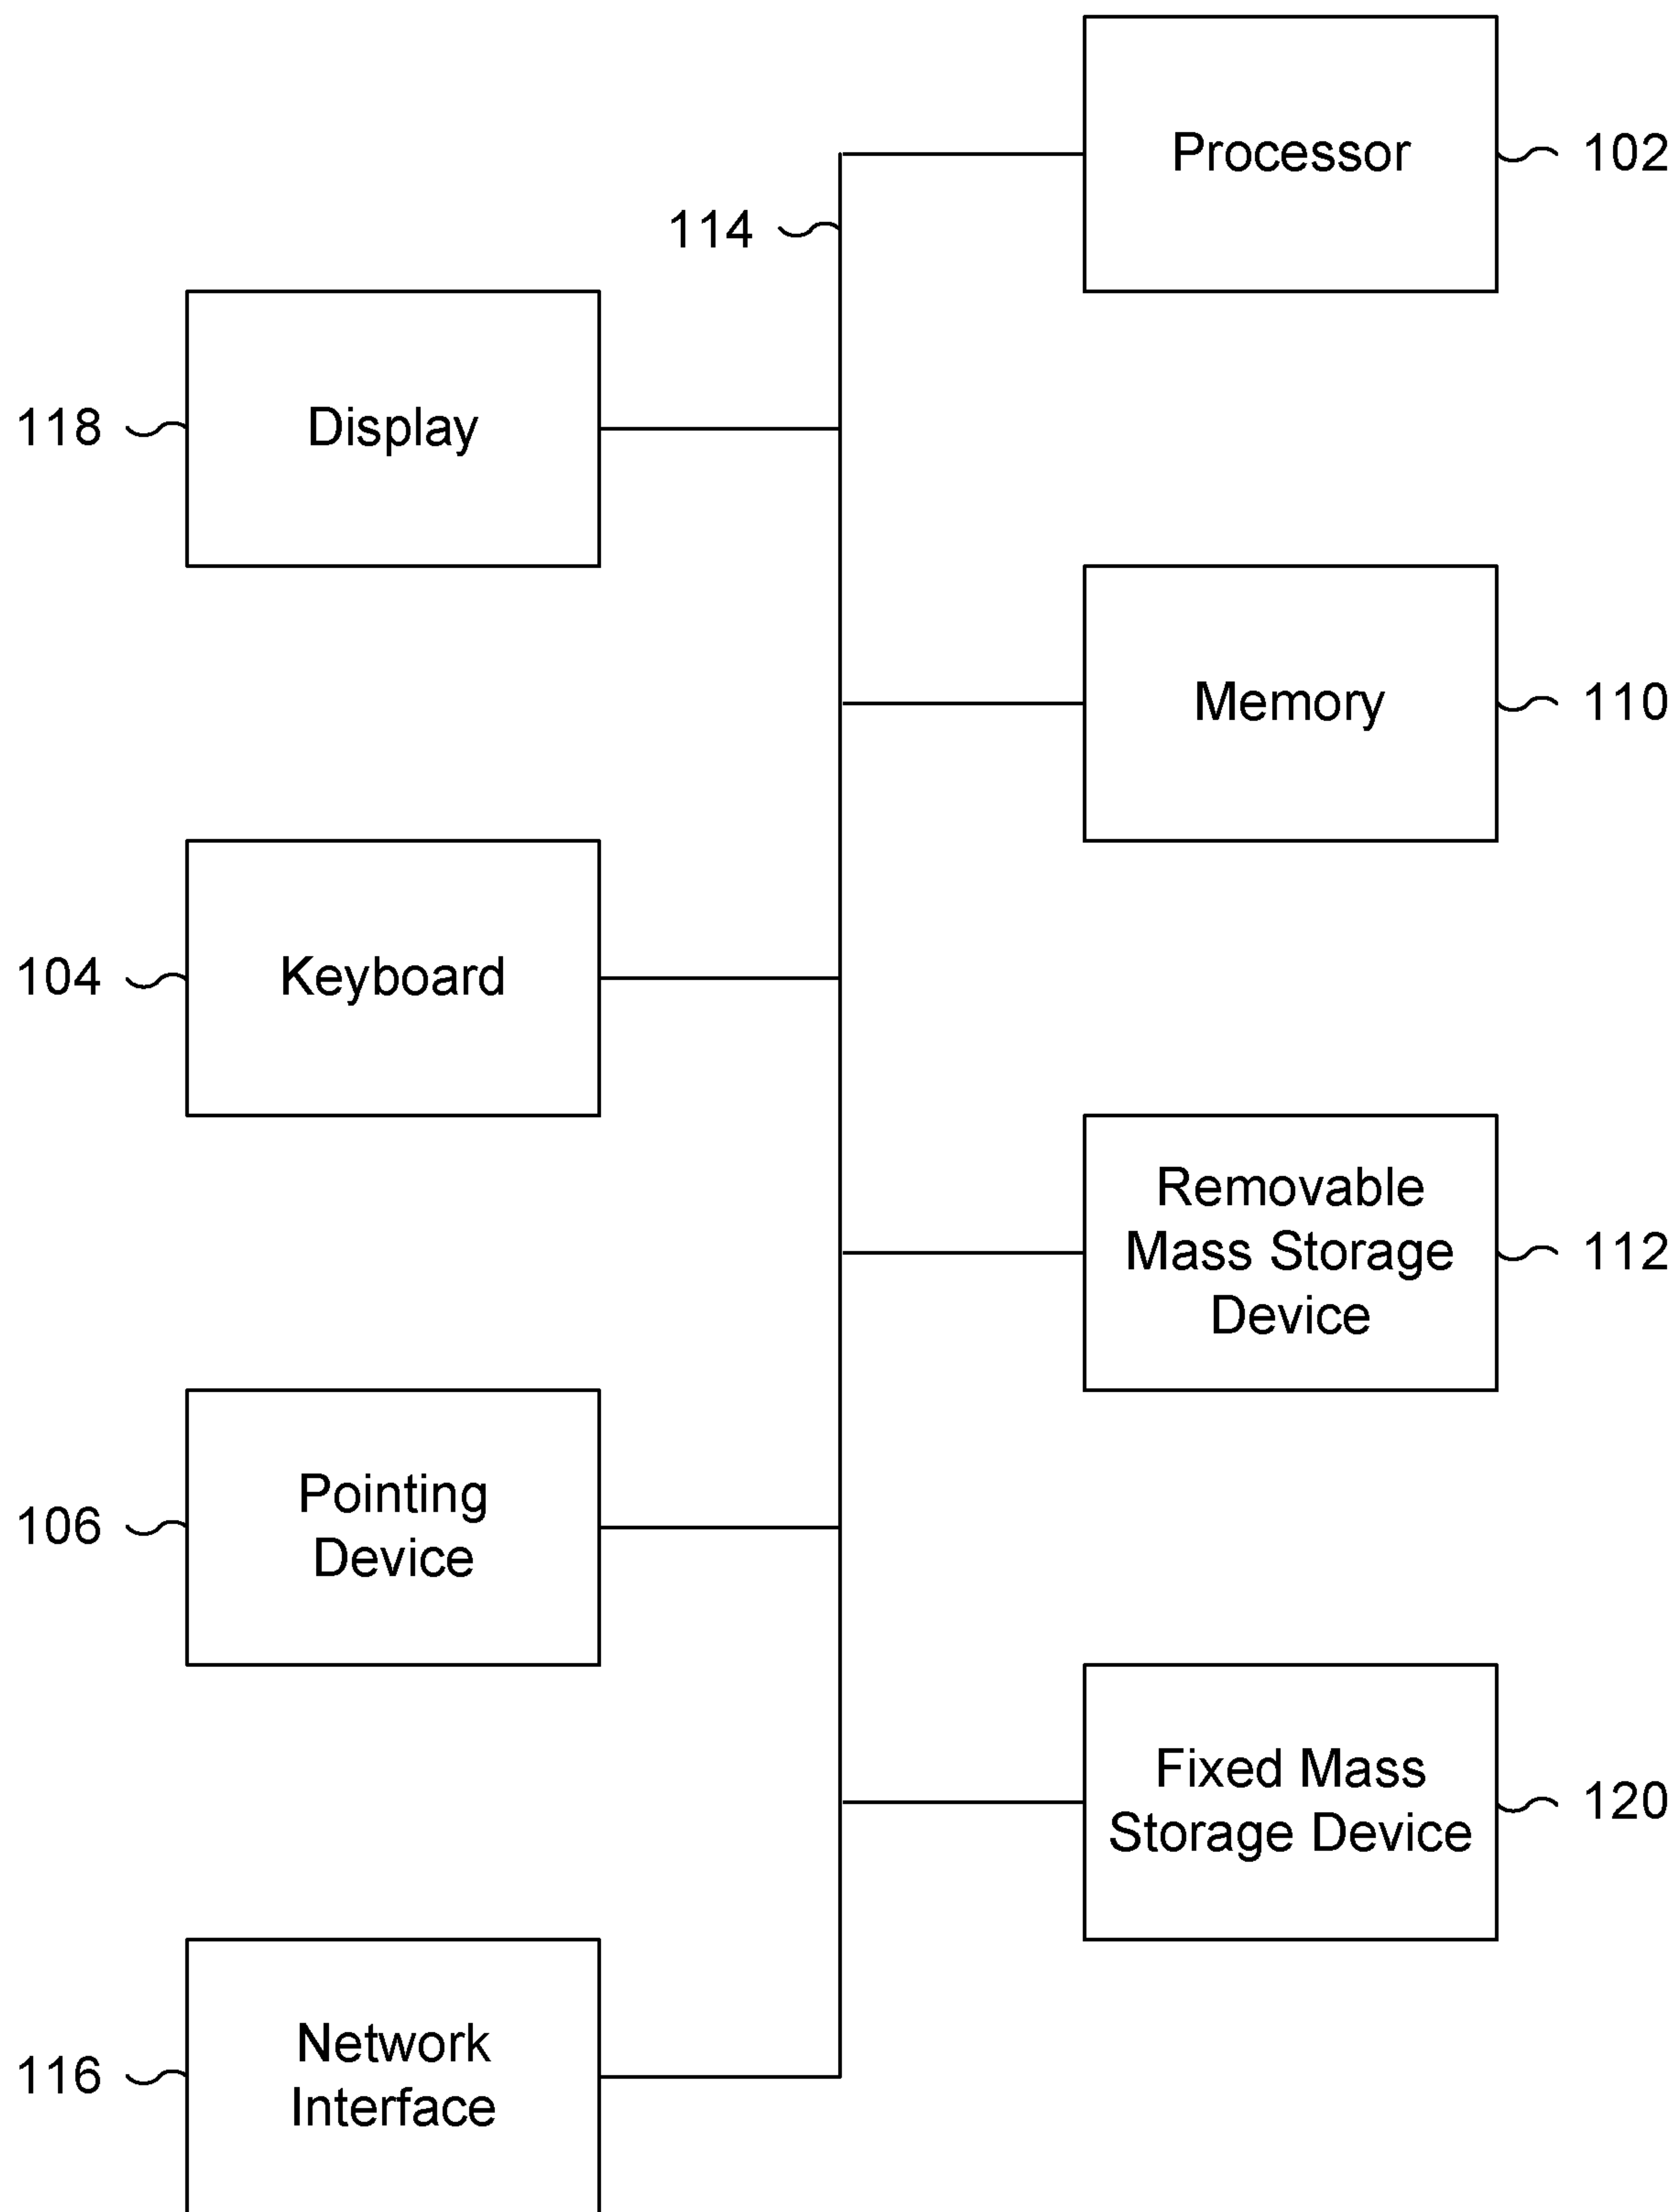 Processor
102
114
118
Display
Memory
110
104
Keyboard
Removable
Mass Storage
Device
112
106
Pointing
Device
Fixed Mass
Storage Device
120
116
Network
Interface